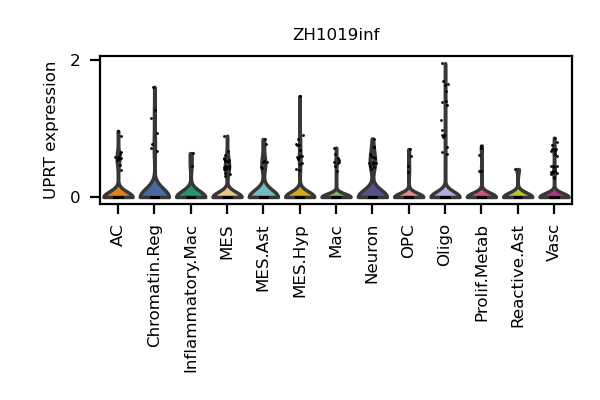 ZH1019inf
UPRT expression
2
0
AC
Chromatin.Reg
Inflammatory.Mac
MES
MES.Ast
MES.Hyp
Mac
Neuron
OPC
Oligo
Prolif.Metab
Reactive.Ast
Vasc